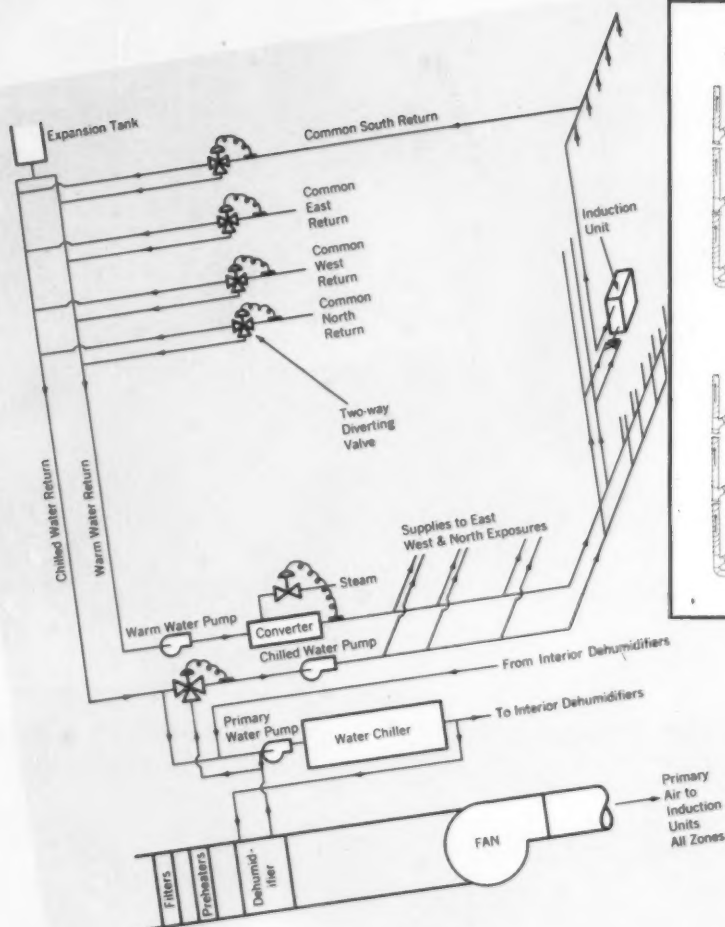 Expansion Tank
Common South Return
Common
East
Return
Common
West
Return
Common
North
Return
Induction
Unit
Two-way
Diverting
Valve
Chilled Water Return
Warm Water Return
Supplies to East
West & North Exposures
Steam
Warm Water Pump
Converter
Chilled Water Pump
From Interior Dehumidifiers
To Interior Dehumidifiers
Primary
Water Pump
Water Chiller
Primary
Air to
Induction
Units
All Zones
FAN
Filters
Preheaters
Dehumid-
ifier